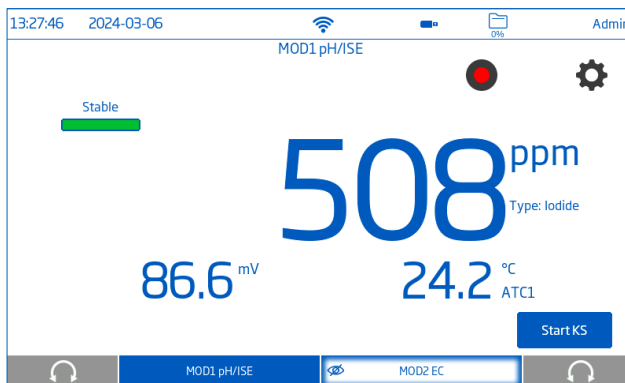 13:27:46 2024-03-06 0% Admin
MOD1 pH/ISE
Stable
508 ppm
Type: Iodide
86.6 mV 24.2 °C
ATC1
Start KS
MOD1 pH/ISE MOD2 EC